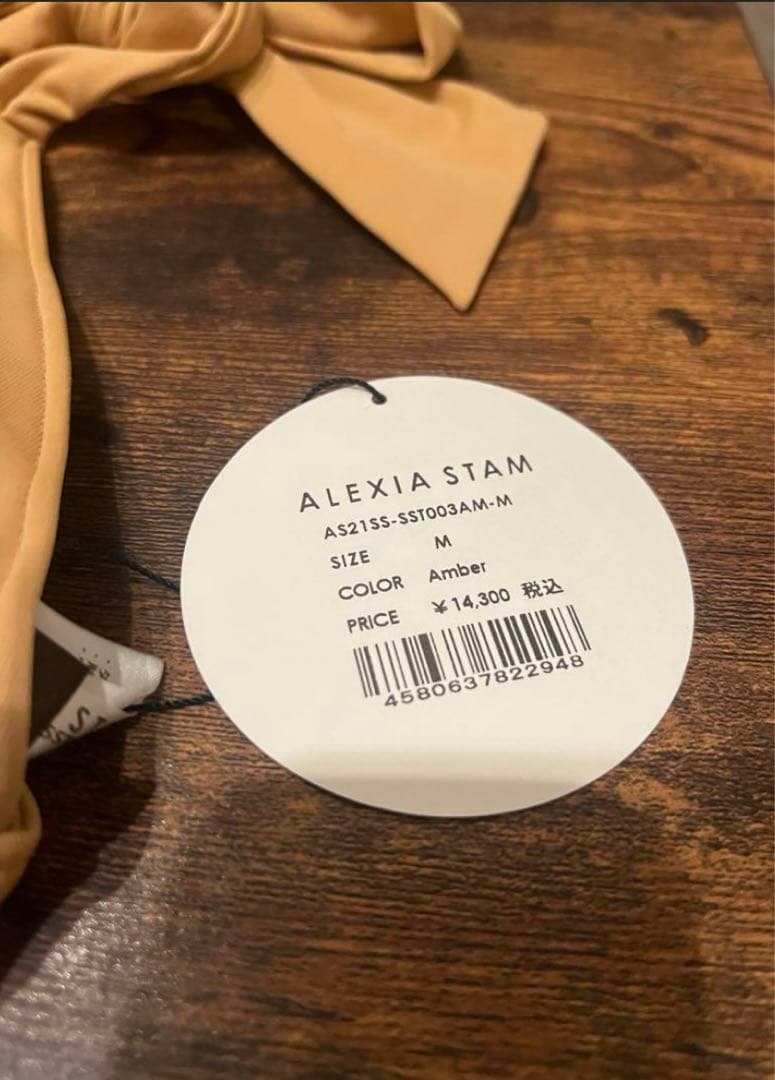 ALEXIA STAM
AS21SS-SST003AM-M
SIZE M
COLOR Amber
PRICE ¥14,300 税込
4580637822948